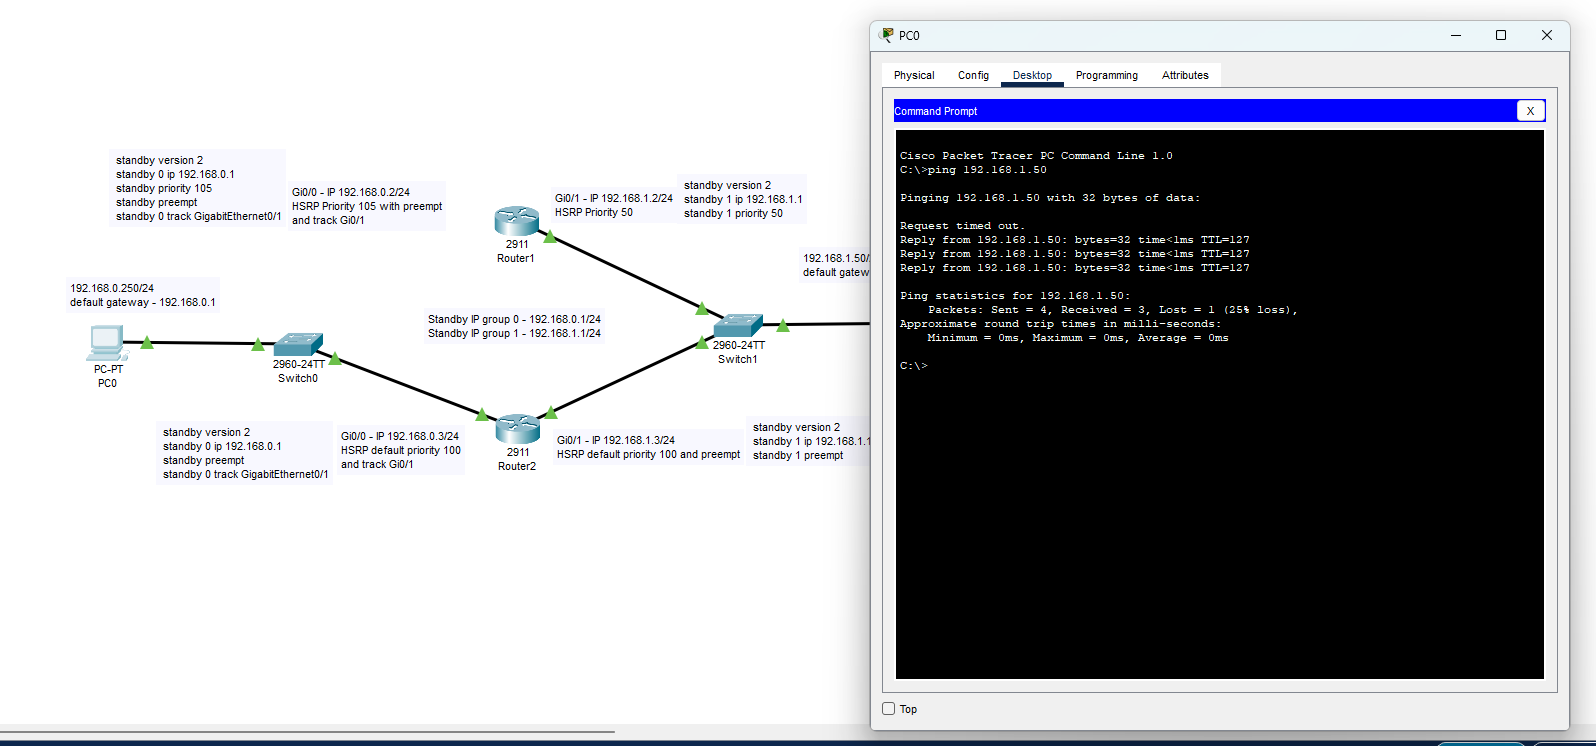 standby version 2
standby 0 ip 192.168.0.1
standby priority 105
standby preempt
standby 0 track GigabitEthernet0/1
Gi0/0 - IP 192.168.0.2/24
HSRP Priority 105 with preempt
and track Gi0/1
2911
Router1
Gi0/1 - IP 192.168.1.2/24
HSRP Priority 50
standby version 2
standby 1 ip 192.168.1.1
standby 1 priority 50
192.168.1.50/
default gatew
192.168.0.250/24
default gateway - 192.168.0.1
PC-PT
PC0
2960-24TT
Switch0
Standby IP group 0 - 192.168.0.1/24
Standby IP group 1 - 192.168.1.1/24
2960-24TT
Switch1
standby version 2
standby 0 ip 192.168.0.1
standby preempt
standby 0 track GigabitEthernet0/1
Gi0/0 - IP 192.168.0.3/24
HSRP default priority 100
and track Gi0/1
2911
Router2
Gi0/1 - IP 192.168.1.3/24
HSRP default priority 100 and preempt
standby version 2
standby 1 ip 192.168.1.1
standby 1 preempt
PC0
Physical Config Desktop Programming Attributes
Command Prompt
X
Cisco Packet Tracer PC Command Line 1.0
C:\>ping 192.168.1.50
Pinging 192.168.1.50 with 32 bytes of data:
Request timed out.
Reply from 192.168.1.50: bytes=32 time<1ms TTL=127
Reply from 192.168.1.50: bytes=32 time<1ms TTL=127
Reply from 192.168.1.50: bytes=32 time<1ms TTL=127
Ping statistics for 192.168.1.50:
Packets: Sent = 4, Received = 3, Lost = 1 (25% loss),
Approximate round trip times in milli-seconds:
Minimum = 0ms, Maximum = 0ms, Average = 0ms
C:\>
Top